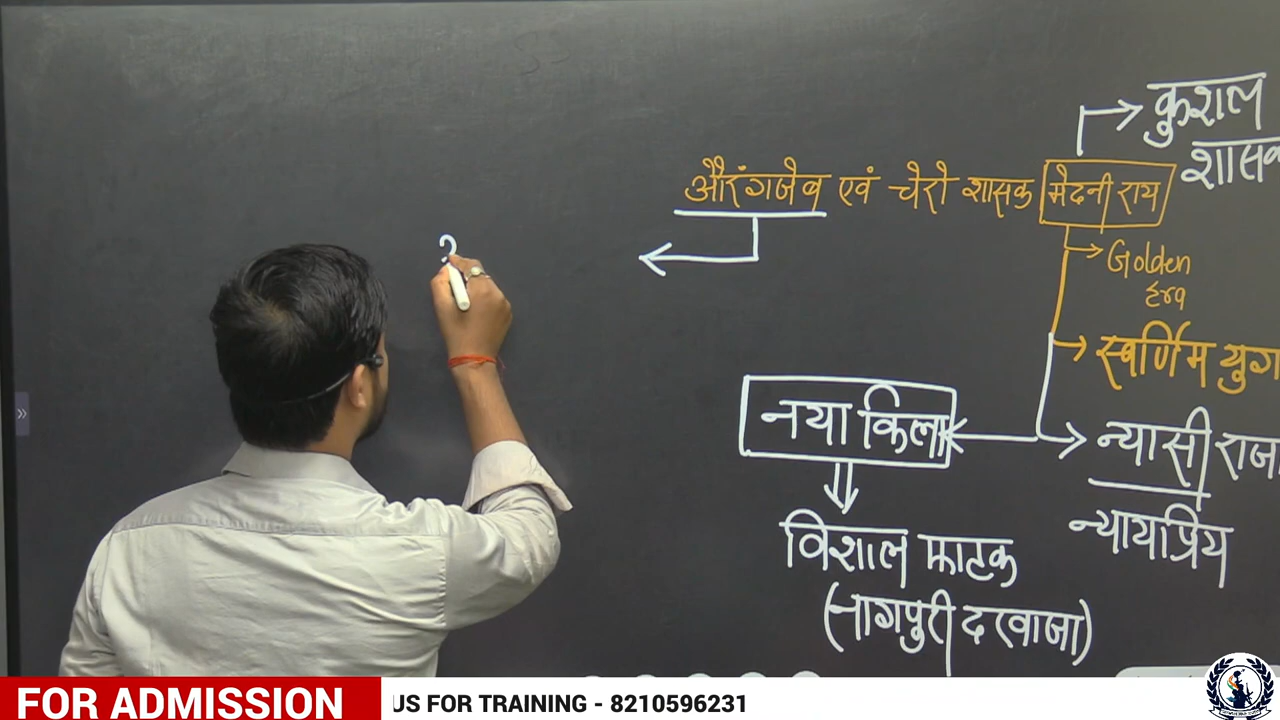 कुशल
शासक
औरंगजेब एवं चेरो शासक मेदनी राय
Golden
era
स्वर्णिम युग
नया किला
न्यासी राजा
न्यायप्रिय
विशाल फाटक
(नागपुरी दरवाजा)
FOR ADMISSION
US FOR TRAINING - 8210596231